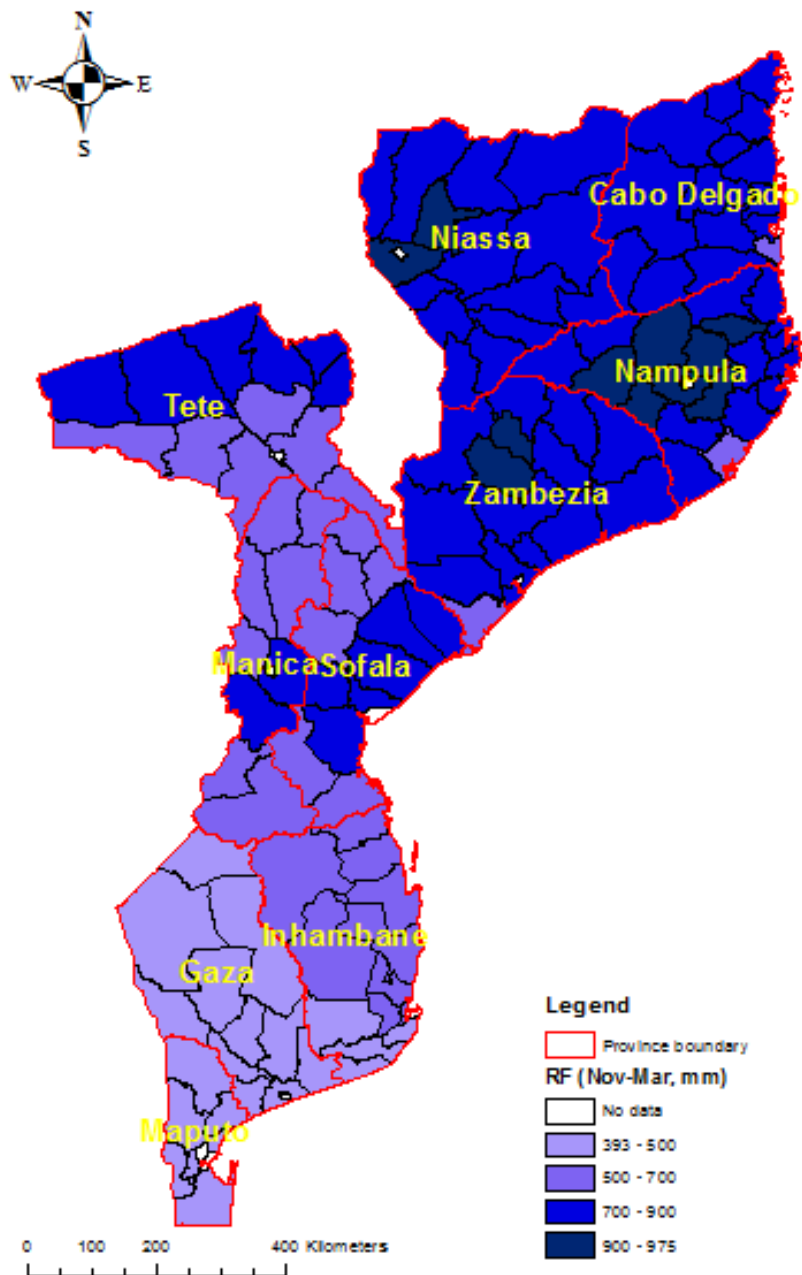 N
W E
S
Cabo Delgado
Niassa
Nampula
Tete
Zambezia
Manica Sofala
Inhambane
Gaza
Maputo
Legend
Province boundary
RF (Nov-Mar, mm)
No data
393 - 500
500 - 700
700 - 900
900 - 975
0 100 200 400 Kilometers